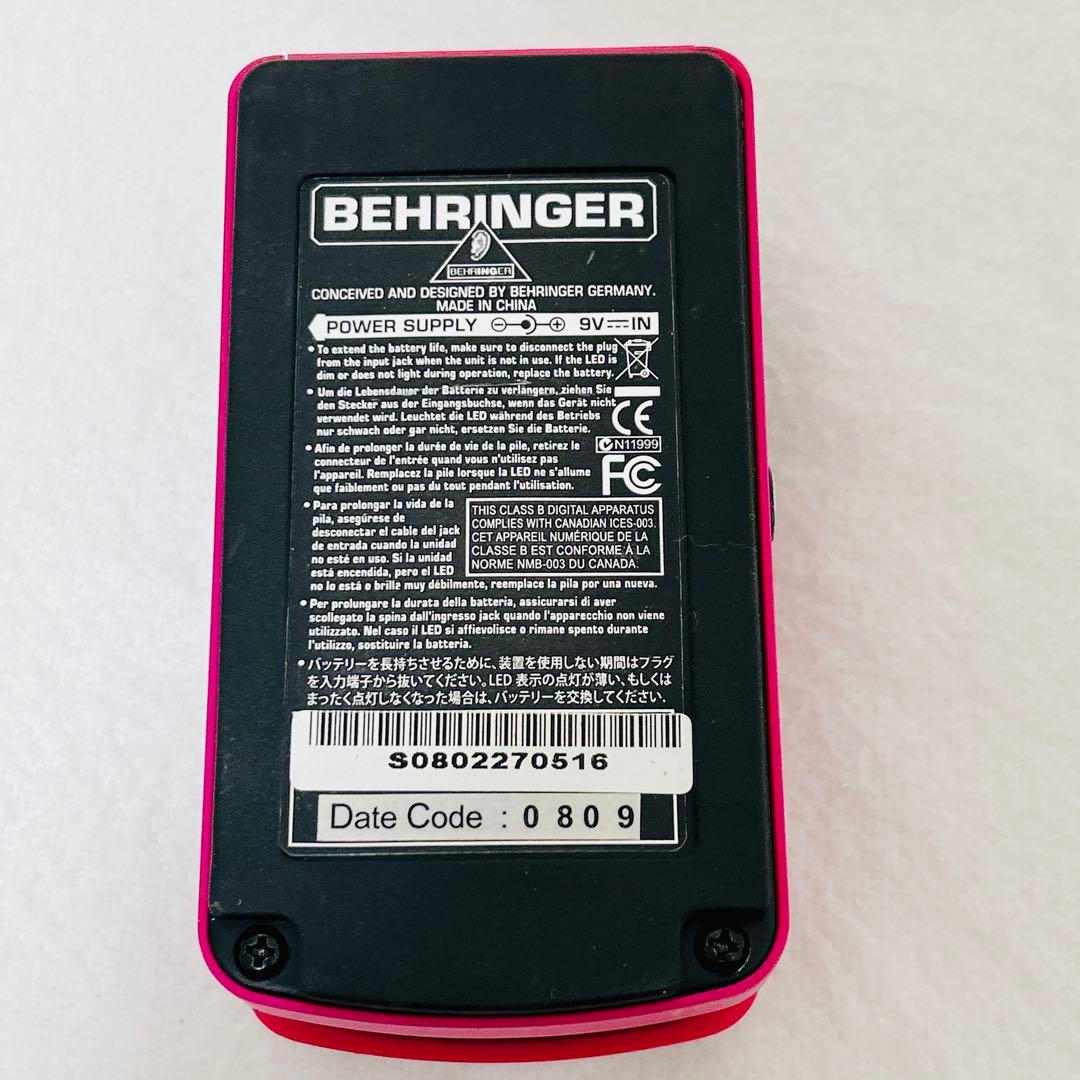 BEHRINGER
BEHRINGER
CONCEIVED AND DESIGNED BY BEHRINGER GERMANY.
MADE IN CHINA
POWER SUPPLY 9V IN
• To extend the battery life, make sure to disconnect the plug
from the input jack when the unit is not in use. If the LED is
dim or does not light during operation, replace the battery.
• Um die Lebensdauer der Batterie zu verlängern, ziehen Sie
den Stecker aus der Eingangsbuchse, wenn das Gerät nicht
verwendet wird. Leuchtet die LED während des Betriebs
nur schwach oder gar nicht, ersetzen Sie die Batterie.
CE
N11999
• Afin de prolonger la durée de vie de la pile, retirez le
connecteur de l'entrée quand vous n'utilisez pas
l'appareil. Remplacez la pile lorsque la LED ne s'allume
que faiblement ou pas du tout pendant l'utilisation.
FC
• Para prolongar la vida de la
pila, asegúrese de
desconectar el cable del jack
de entrada cuando la unidad
no esté en uso. Si la unidad
está encendida, pero el LED
no lo está o brilla muy débilmente, reemplace la pila por una nueva.
THIS CLASS B DIGITAL APPARATUS
COMPLIES WITH CANADIAN ICES-003.
CET APPAREIL NUMÉRIQUE DE LA
CLASSE B EST CONFORME À LA
NORME NMB-003 DU CANADA.
• Per prolungare la durata della batteria, assicurarsi di aver
scollegato la spina dall'ingresso jack quando l'apparecchio non viene
utilizzato. Nel caso il LED si affievolisce o rimane spento durante
l'utilizzo, sostituire la batteria.
• バッテリーを長持ちさせるために、装置を使用しない期間はプラグ
を入力端子から抜いてください。LED 表示の点灯が薄い、もしくは
まったく点灯しなくなった場合は、バッテリーを交換してください。
S0802270516
Date Code : 0809